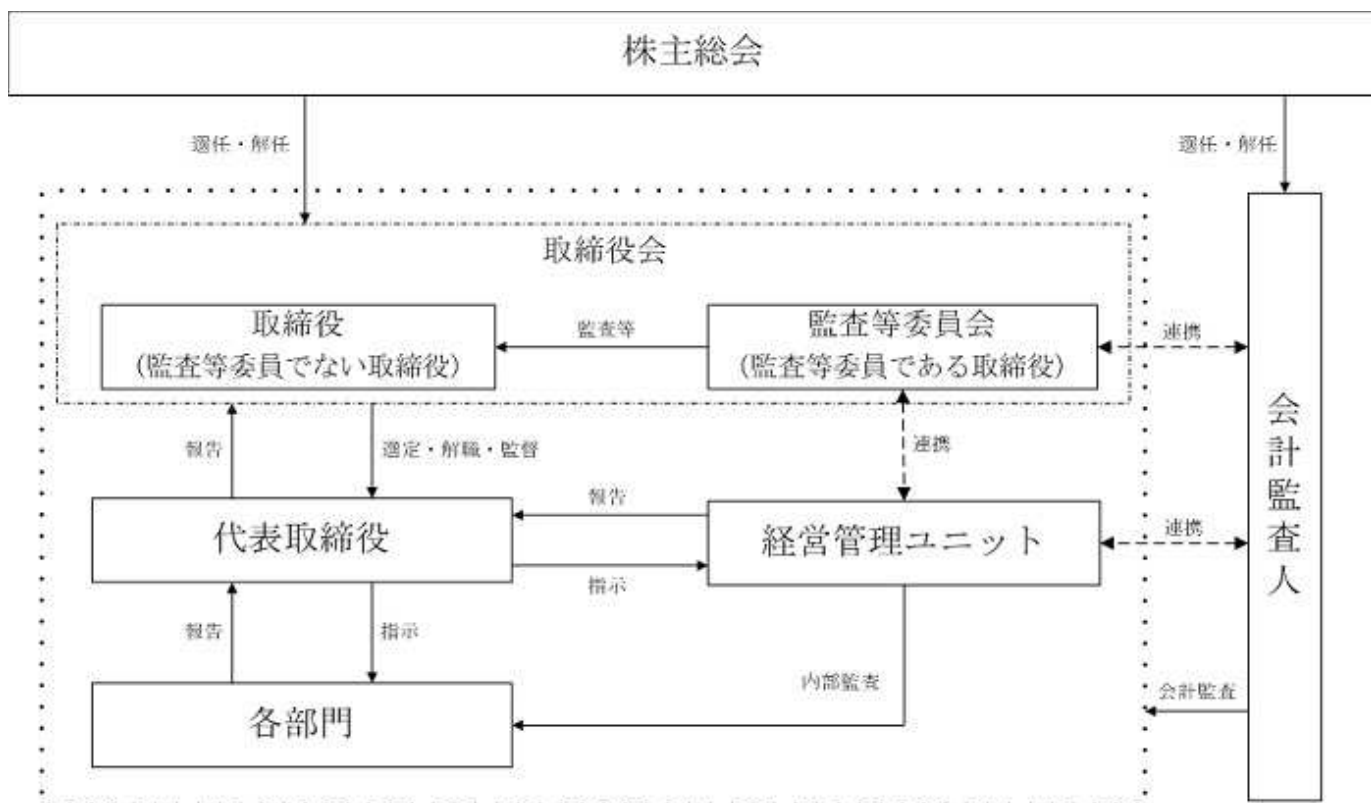 株主総会
選任・解任
選任・解任
取締役会
取締役
(監査等委員でない取締役)
監査等
監査等委員会
(監査等委員である取締役)
連携
報告
選定・解職・監督
連携
代表取締役
報告
指示
経営管理ユニット
連携
報告
指示
内部監査
会計監査
各部門
会計監査人